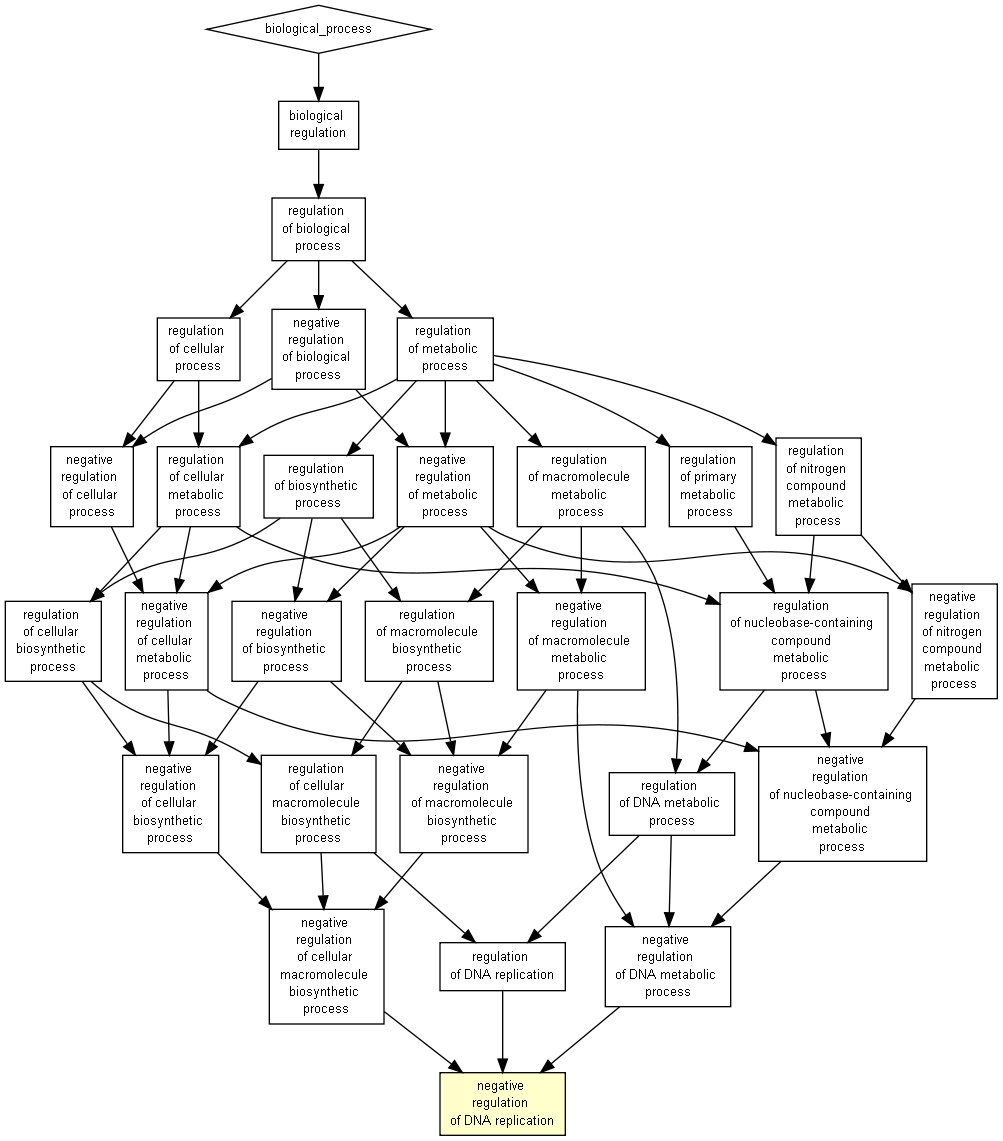 biological_process
biological
regulation
regulation
of biological
process
regulation
of cellular
process
negative
regulation
of biological
process
regulation
of metabolic
process
negative
regulation
of cellular
process
regulation
of cellular
metabolic
process
regulation
of biosynthetic
process
negative
regulation
of metabolic
process
regulation
of macromolecule
metabolic
process
regulation
of primary
metabolic
process
regulation
of nitrogen
compound
metabolic
process
regulation
of cellular
biosynthetic
process
negative
regulation
of cellular
metabolic
process
negative
regulation
of biosynthetic
process
regulation
of macromolecule
biosynthetic
process
negative
regulation
of macromolecule
metabolic
process
regulation
of nucleobase-containing
compound
metabolic
process
negative
regulation
of nitrogen
compound
metabolic
process
negative
regulation
of cellular
biosynthetic
process
regulation
of cellular
macromolecule
biosynthetic
process
negative
regulation
of macromolecule
biosynthetic
process
regulation
of DNA metabolic
process
negative
regulation
of nucleobase-containing
compound
metabolic
process
negative
regulation
of cellular
macromolecule
biosynthetic
process
regulation
of DNA replication
negative
regulation
of DNA metabolic
process
negative
regulation
of DNA replication